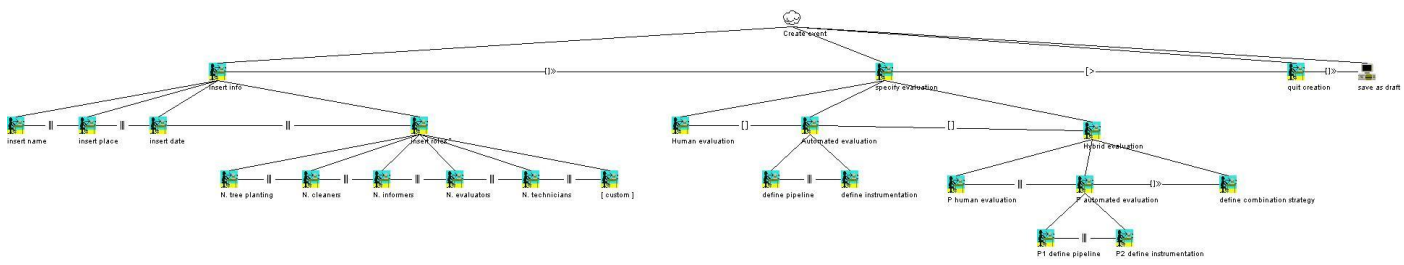 Create event
[]>>
[>
[]>>
Insert info
specify evaluation
quit creation
save as draft
|||
|||
|||
[]
[]
insert name
insert place
insert date
Insert roles*
Human evaluation
Automated evaluation
Hybrid evaluation
|||
|||
|||
|||
|||
|||
|||
[]>>
N. tree planting
N. cleaners
N. informers
N. evaluators
N. technicians
[ custom ]
define pipeline
define instrumentation
P human evaluation
P automated evaluation
define combination strategy
|||
P1 define pipeline
P2 define instrumentation